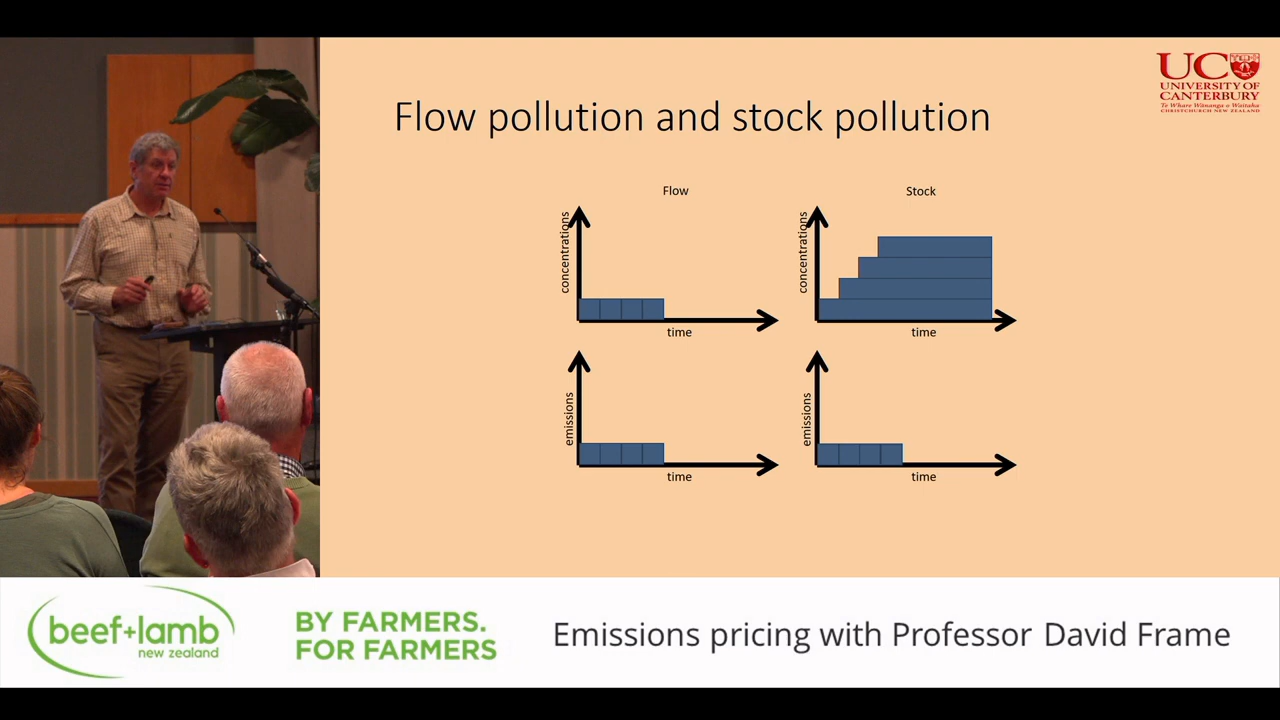 UC
UNIVERSITY OF
CANTERBURY
Te Whare Wānanga o Waitaha
CHRISTCHURCH NEW ZEALAND
Flow pollution and stock pollution
Flow
Stock
concentrations
time
concentrations
time
emissions
time
emissions
time
beef+lamb
new zealand
BY FARMERS.
FOR FARMERS
Emissions pricing with Professor David Frame